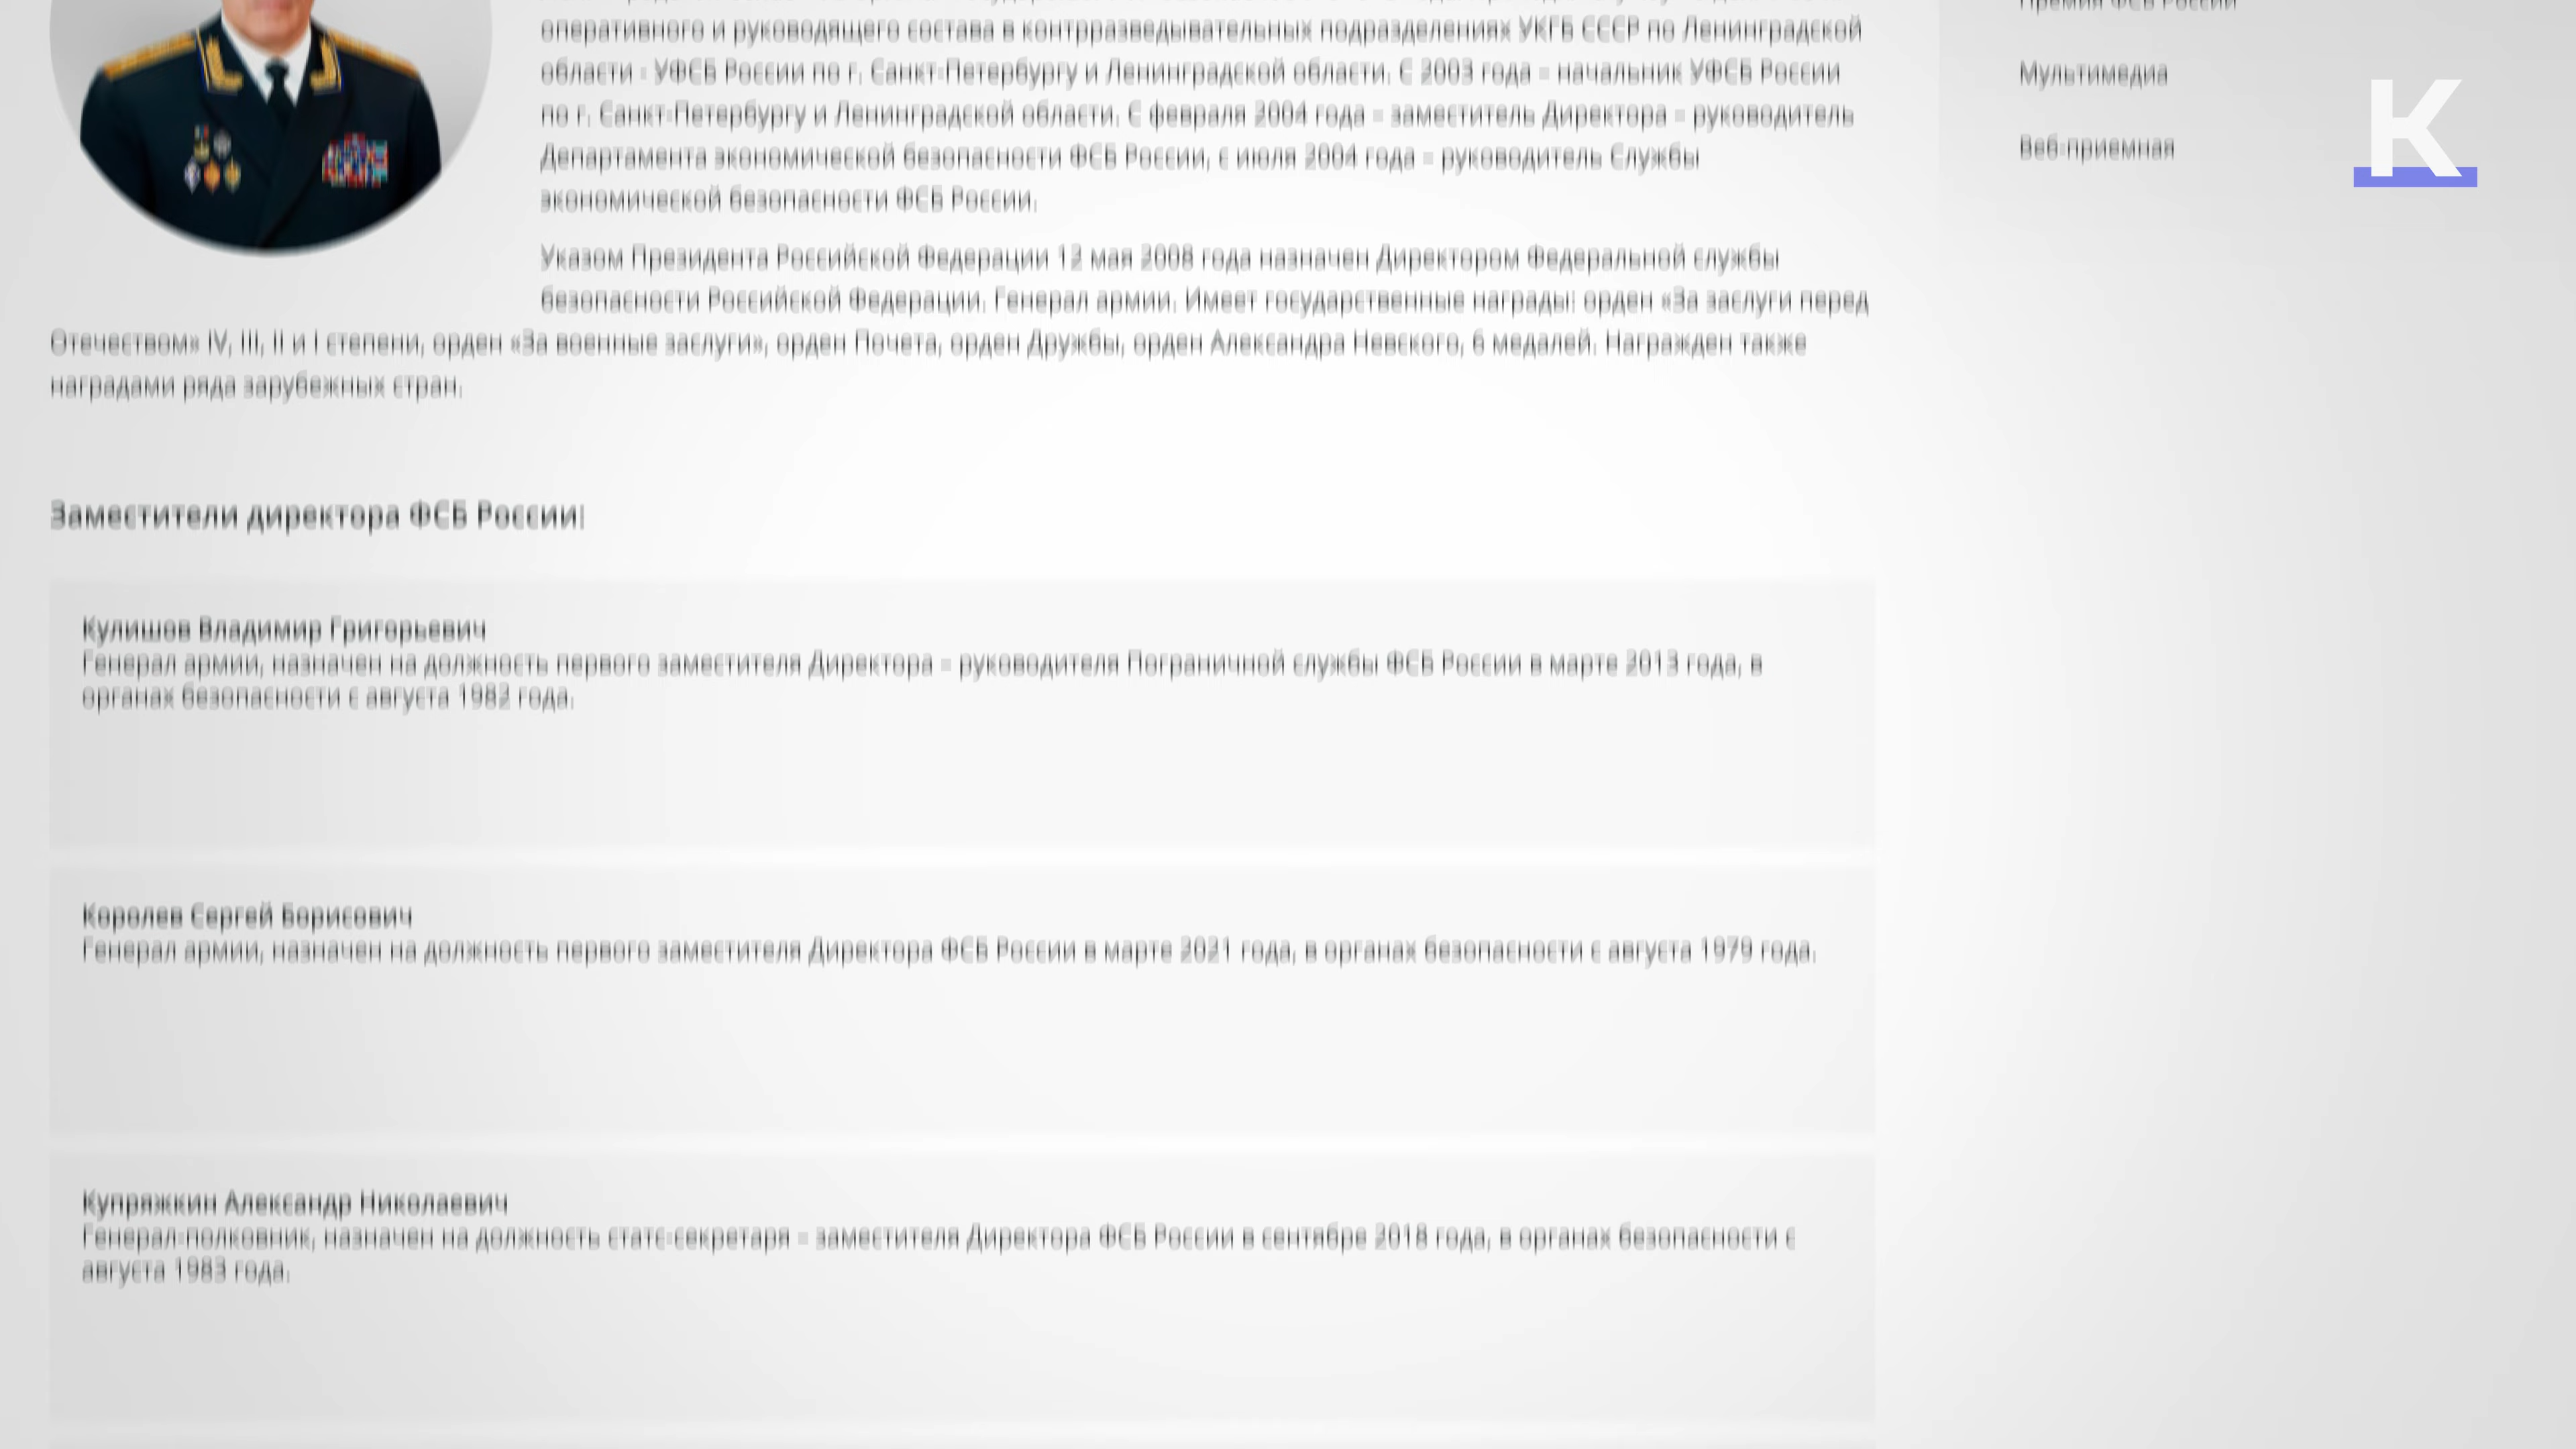 оперативного и руководящего состава в контрразведывательных подразделениях УКГБ СССР по Ленинградской
области - УФСБ России по г. Санкт-Петербургу и Ленинградской области. С 2003 года - начальник УФСБ России
по г. Санкт-Петербургу и Ленинградской области. С февраля 2004 года - заместитель Директора - руководитель
Департамента экономической безопасности ФСБ России, с июля 2004 года - руководитель Службы
экономической безопасности ФСБ России.
Указом Президента Российской Федерации 12 мая 2008 года назначен Директором Федеральной службы
безопасности Российской Федерации. Генерал армии. Имеет государственные награды: орден «За заслуги перед
Отечеством» IV, III, II и I степени, орден «За военные заслуги», орден Почета, орден Дружбы, орден Александра Невского, 6 медалей. Награжден также
наградами ряда зарубежных стран.
Заместители директора ФСБ России:
Кулишов Владимир Григорьевич
Генерал армии, назначен на должность первого заместителя Директора - руководителя Пограничной службы ФСБ России в марте 2013 года, в
органах безопасности с августа 1982 года.
Королев Сергей Борисович
Генерал армии, назначен на должность первого заместителя Директора ФСБ России в марте 2021 года, в органах безопасности с августа 1979 года.
Купряжкин Александр Николаевич
Генерал-полковник, назначен на должность статс-секретаря - заместителя Директора ФСБ России в сентябре 2018 года, в органах безопасности с
августа 1983 года.
Премия ФСБ России
Мультимедиа
Веб-приемная
K